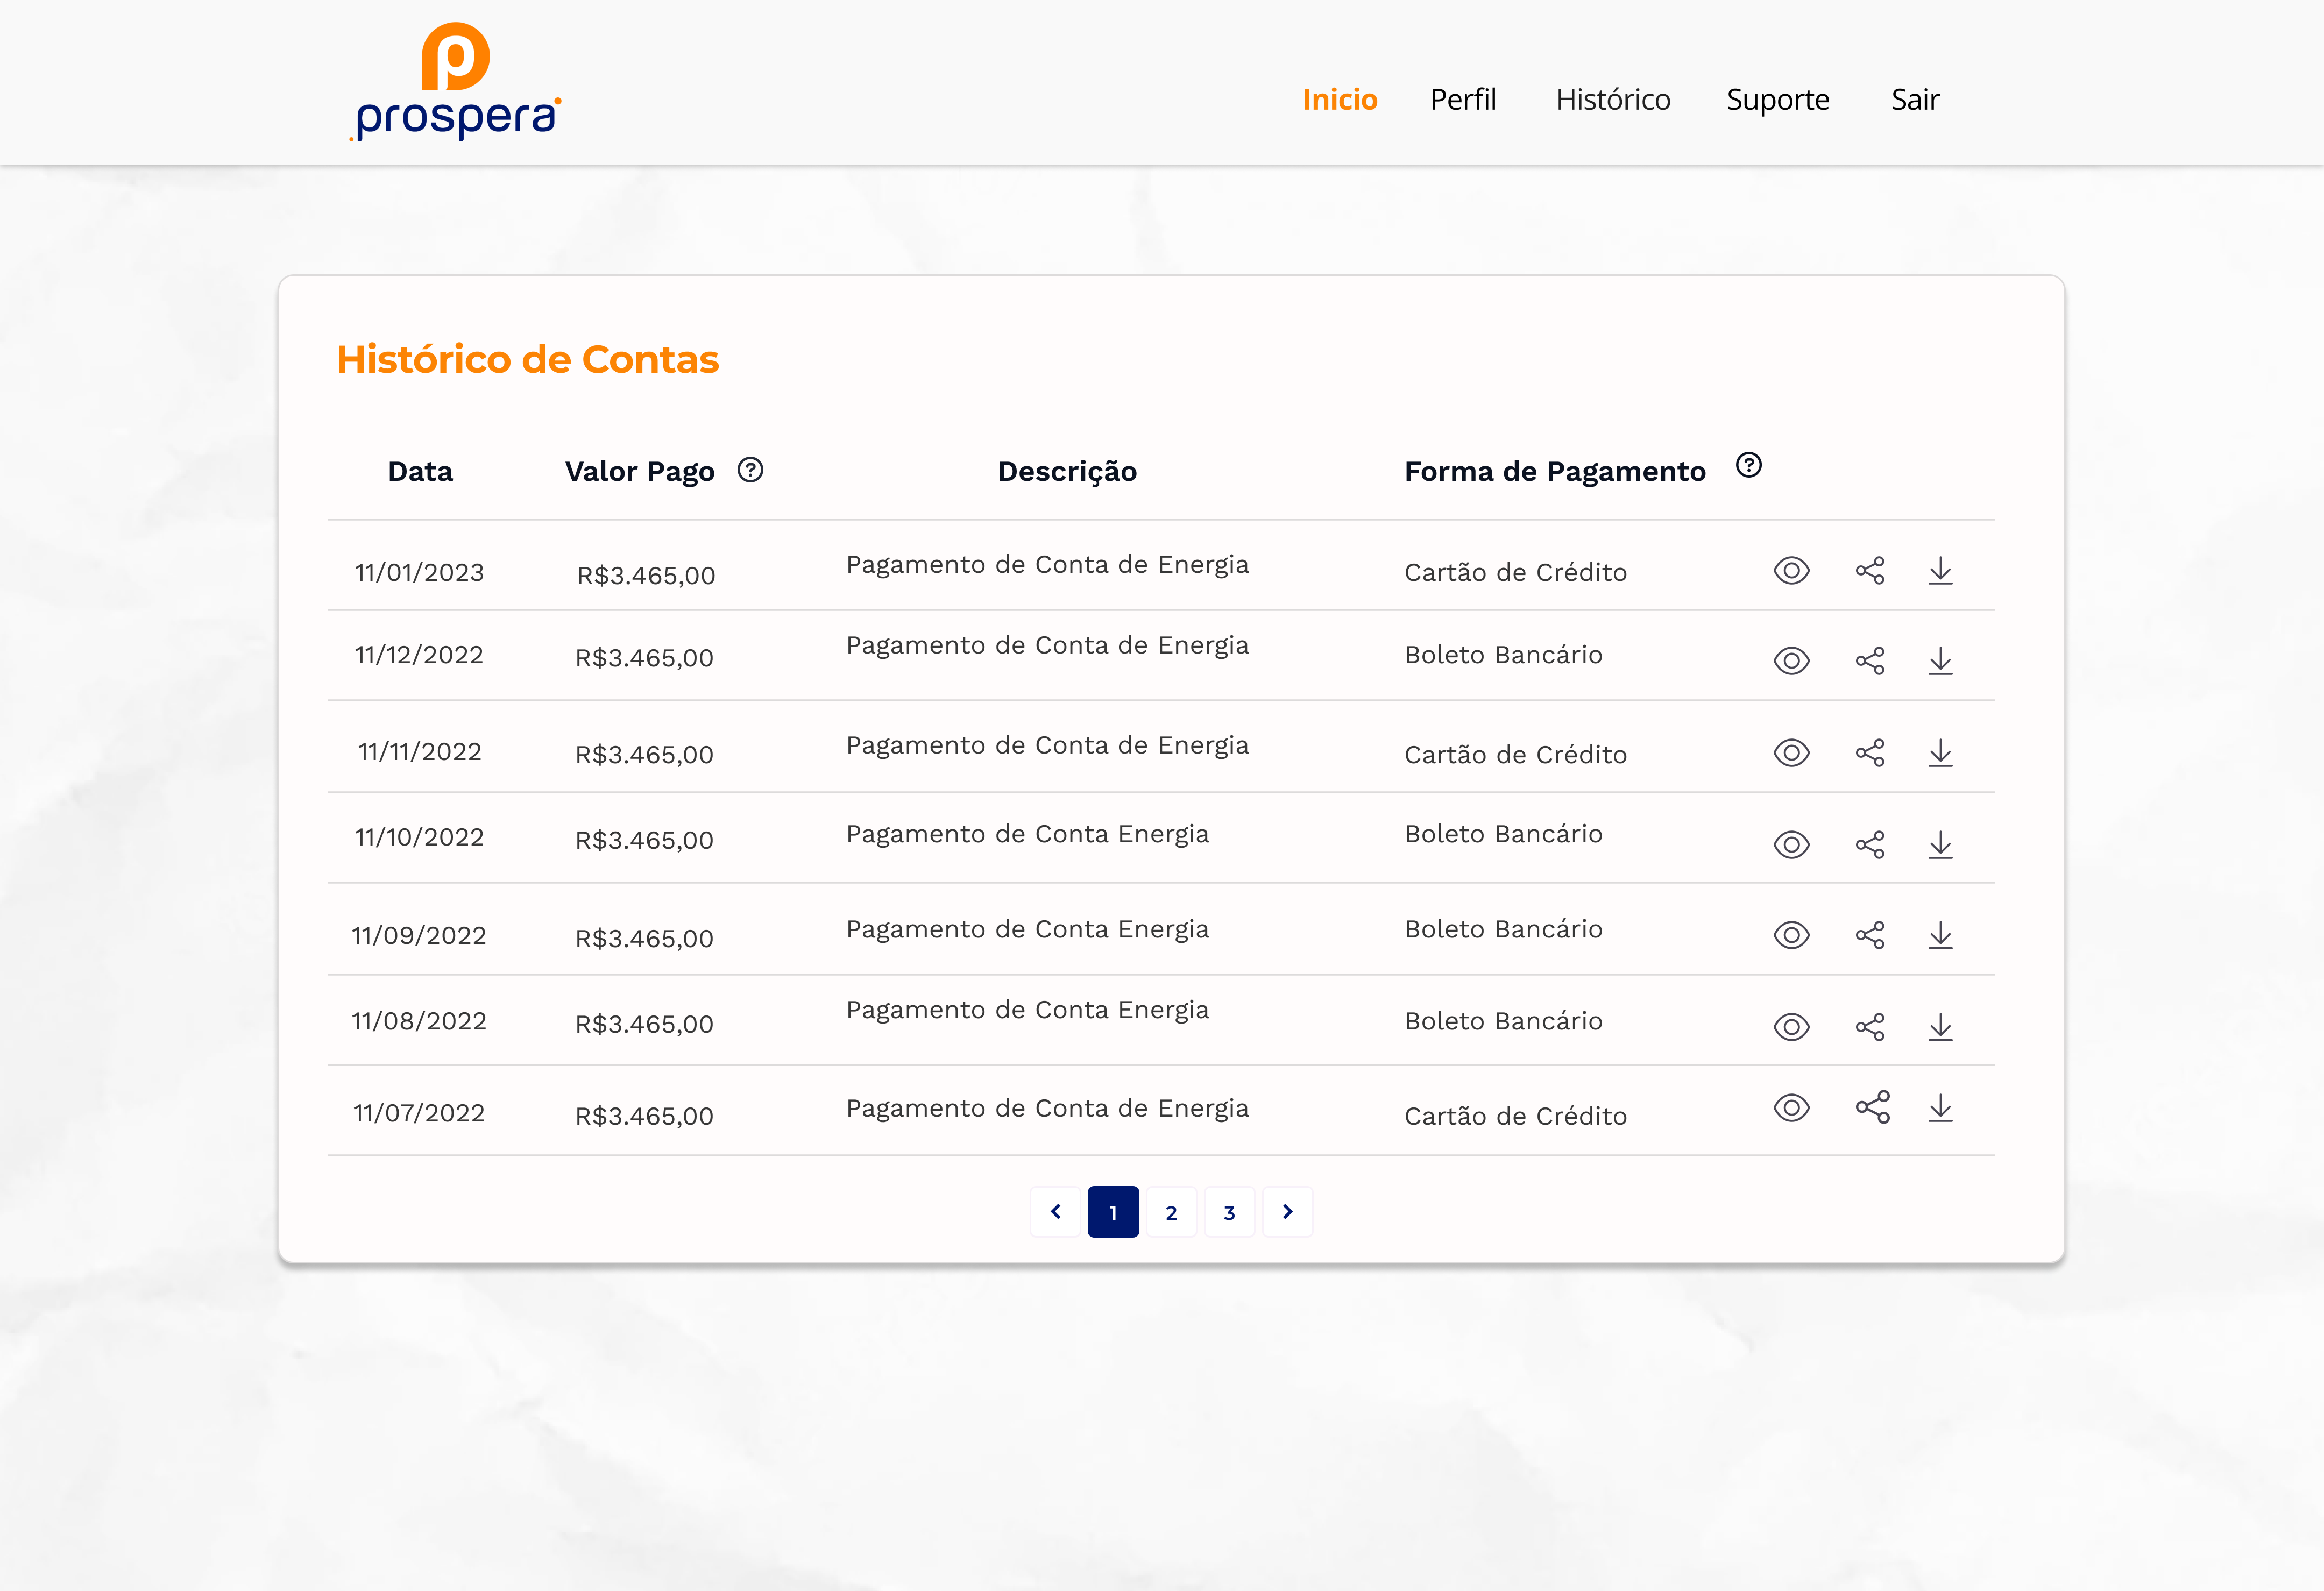 prospera
Inicio Perfil Histórico Suporte Sair
Histórico de Contas
Data Valor Pago ? Descrição Forma de Pagamento ?
11/01/2023 R$3.465,00 Pagamento de Conta de Energia Cartão de Crédito
11/12/2022 R$3.465,00 Pagamento de Conta de Energia Boleto Bancário
11/11/2022 R$3.465,00 Pagamento de Conta de Energia Cartão de Crédito
11/10/2022 R$3.465,00 Pagamento de Conta Energia Boleto Bancário
11/09/2022 R$3.465,00 Pagamento de Conta Energia Boleto Bancário
11/08/2022 R$3.465,00 Pagamento de Conta Energia Boleto Bancário
11/07/2022 R$3.465,00 Pagamento de Conta de Energia Cartão de Crédito
1 2 3